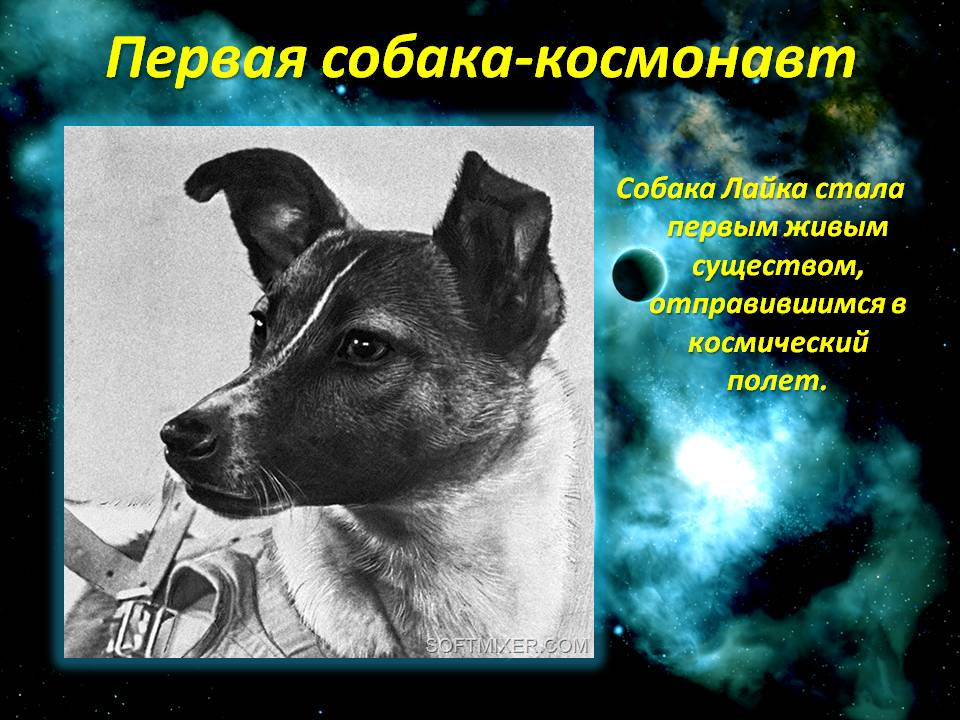 Первая собака-космонавт
Собака Лайка стала
первым живым
существом,
отправившимся в
космический
полет.
SOFTMIXER.COM